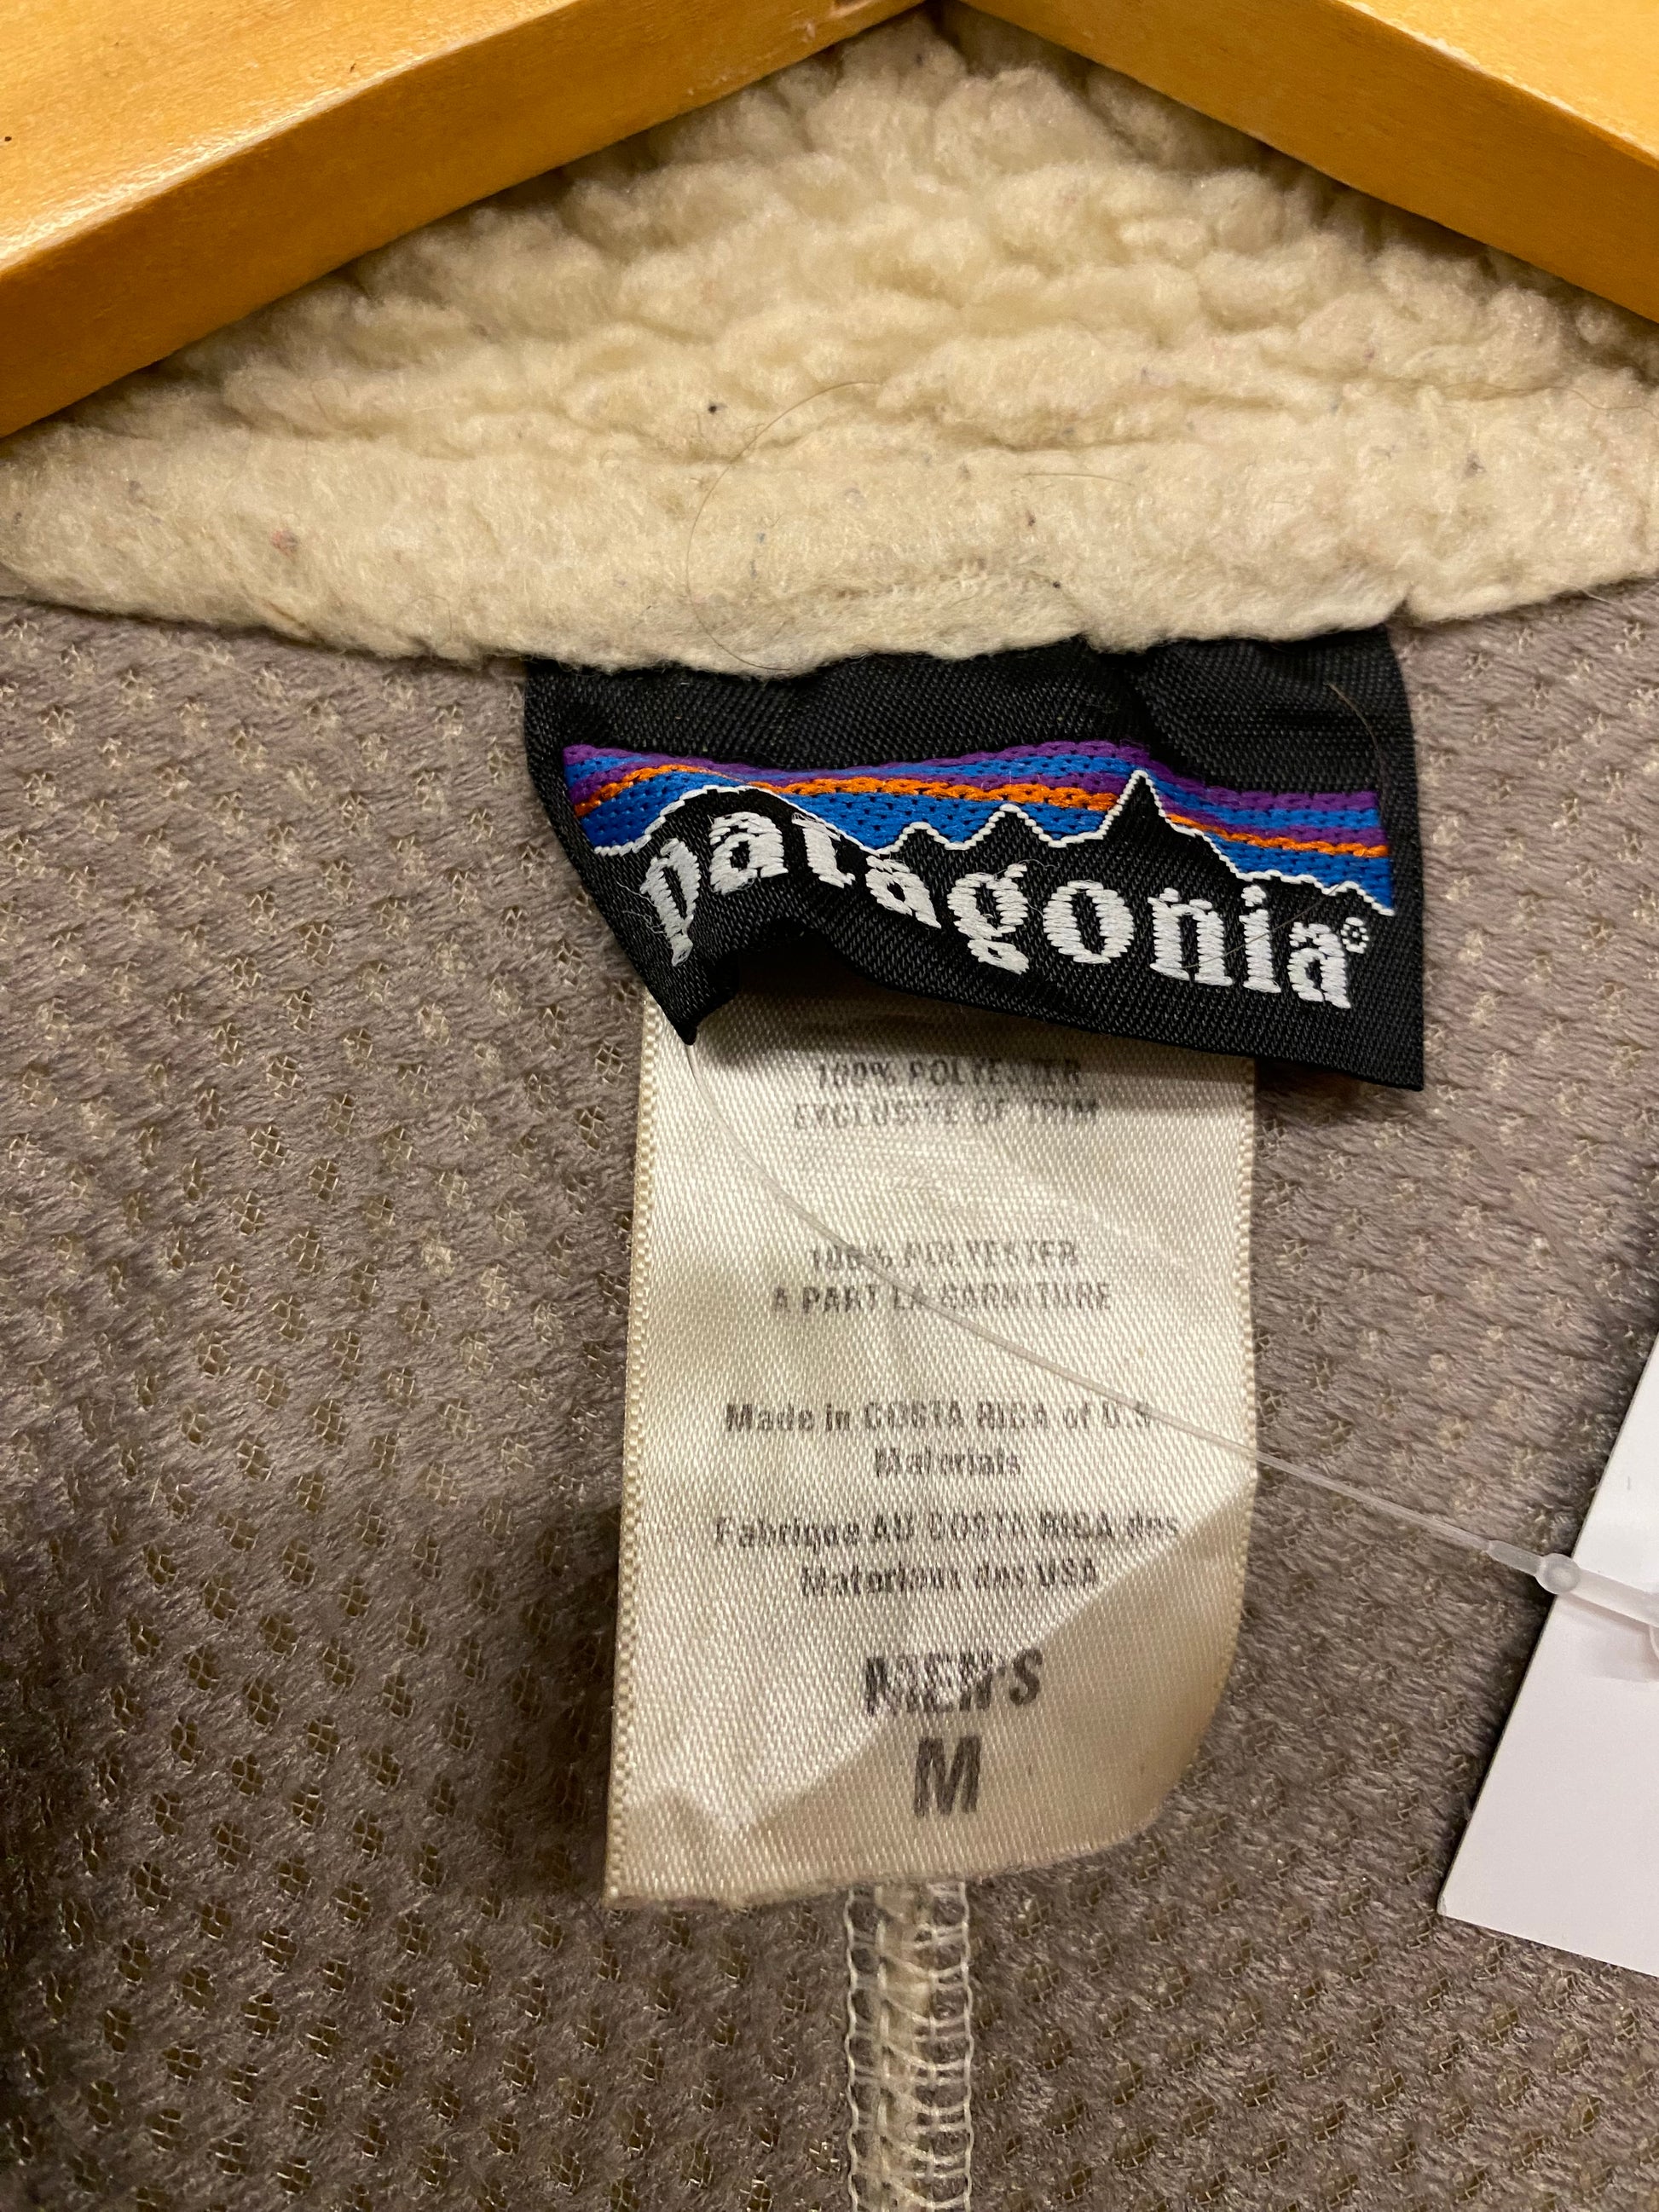 patagonia®
100% POLYESTER
EXCLUSIVE OF TRIM
100% POLYESTER
A PART LA GARNITURE
Made in COSTA RICA of U.S
Materials
Fabrique AU COSTA RICA des
Materiaux des USA
MEN'S
M